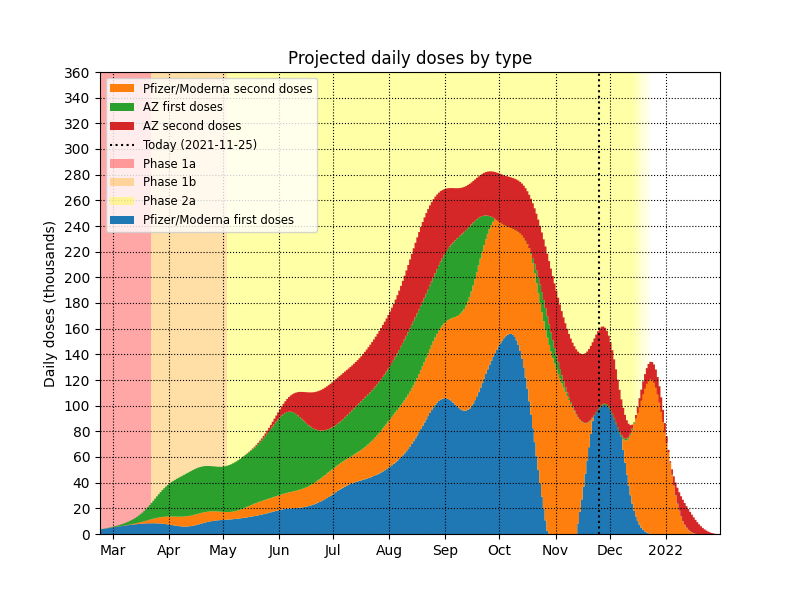 Projected daily doses by type
Daily doses (thousands)
360
340
320
300
280
260
240
220
200
180
160
140
120
100
80
60
40
20
0
Pfizer/Moderna second doses
AZ first doses
AZ second doses
Today (2021-11-25)
Phase 1a
Phase 1b
Phase 2a
Pfizer/Moderna first doses
Mar Apr May Jun Jul Aug Sep Oct Nov Dec 2022